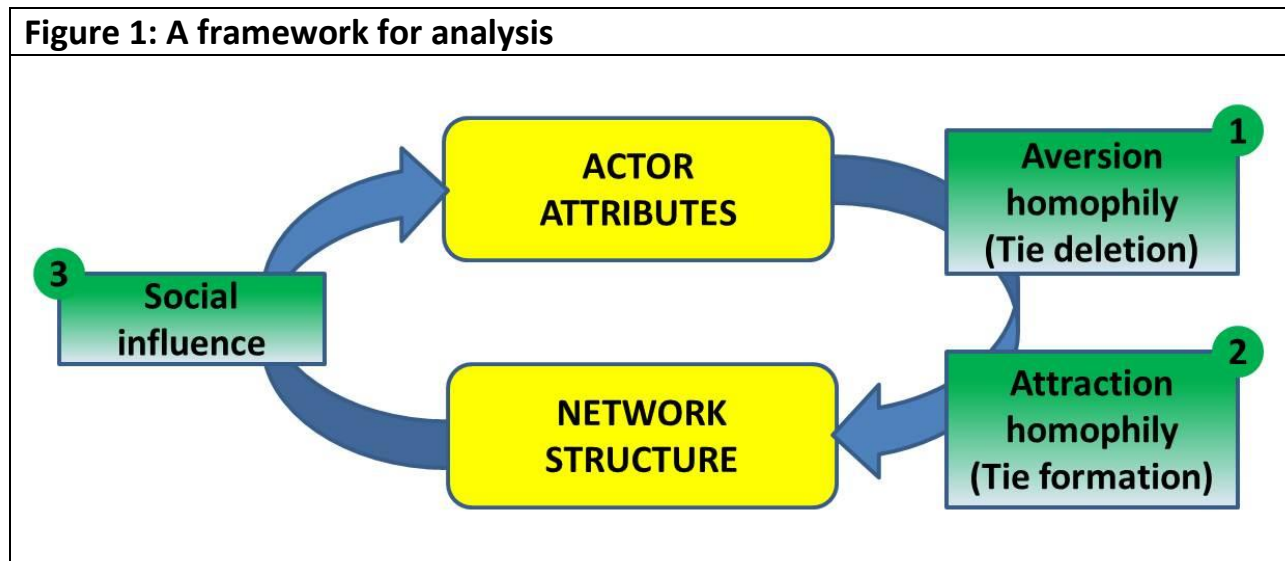 Figure 1: A framework for analysis
ACTOR
ATTRIBUTES
1
Aversion
homophily
(Tie deletion)
3
Social
influence
2
Attraction
homophily
(Tie formation)
NETWORK
STRUCTURE